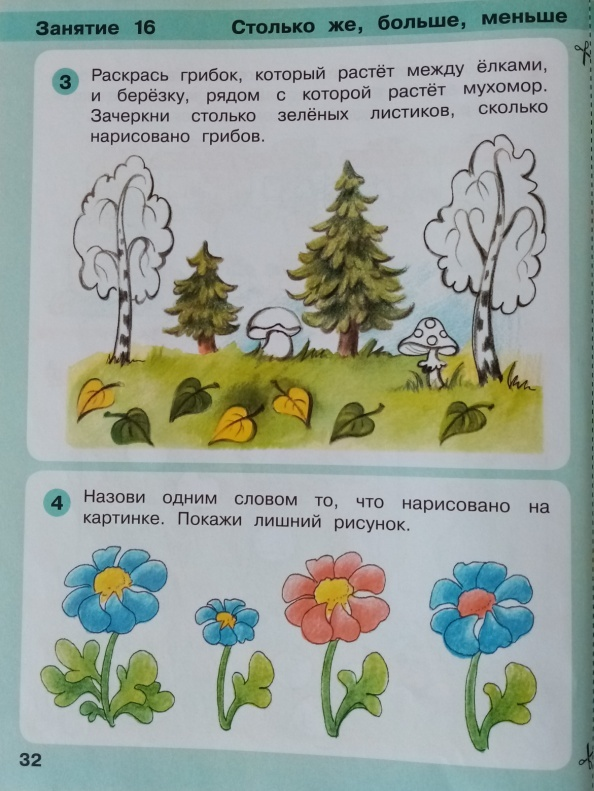 Занятие 16 Столько же, больше, меньше
3 Раскрась грибок, который растёт между ёлками,
и берёзку, рядом с которой растёт мухомор.
Зачеркни столько зелёных листиков, сколько
нарисовано грибов.
4 Назови одним словом то, что нарисовано на
картинке. Покажи лишний рисунок.
32